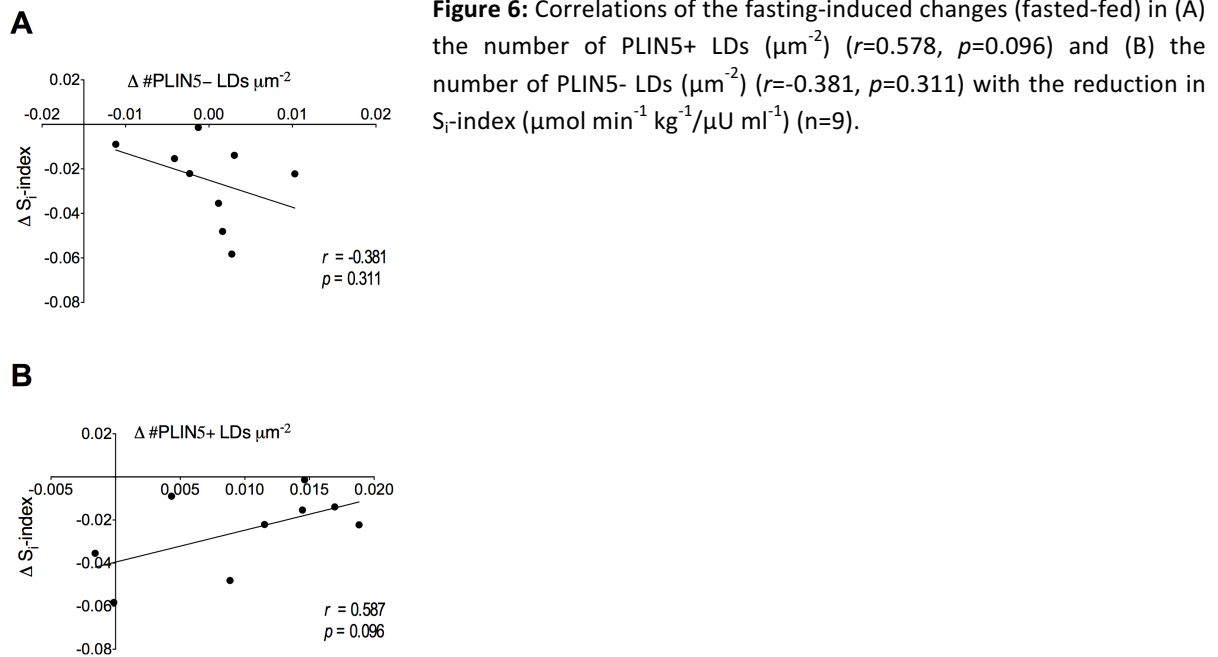 A
Figure 6: Correlations of the fasting-induced changes (fasted-fed) in (A)
the number of PLIN5+ LDs (µm⁻²) (r=0.578, p=0.096) and (B) the
number of PLIN5- LDs (µm⁻²) (r=-0.381, p=0.311) with the reduction in
Sᵢ-index (µmol min⁻¹ kg⁻¹/µU ml⁻¹) (n=9).
0.02
Δ #PLIN5– LDs µm⁻²
-0.02
-0.01
0.00
0.01
0.02
-0.02
-0.04
-0.06
-0.08
Δ Sᵢ-index
r = -0.381
p = 0.311
B
0.02
Δ #PLIN5+ LDs µm⁻²
-0.005
0.005
0.010
0.015
0.020
-0.02
-0.04
-0.06
-0.08
Δ Sᵢ-index
r = 0.587
p = 0.096